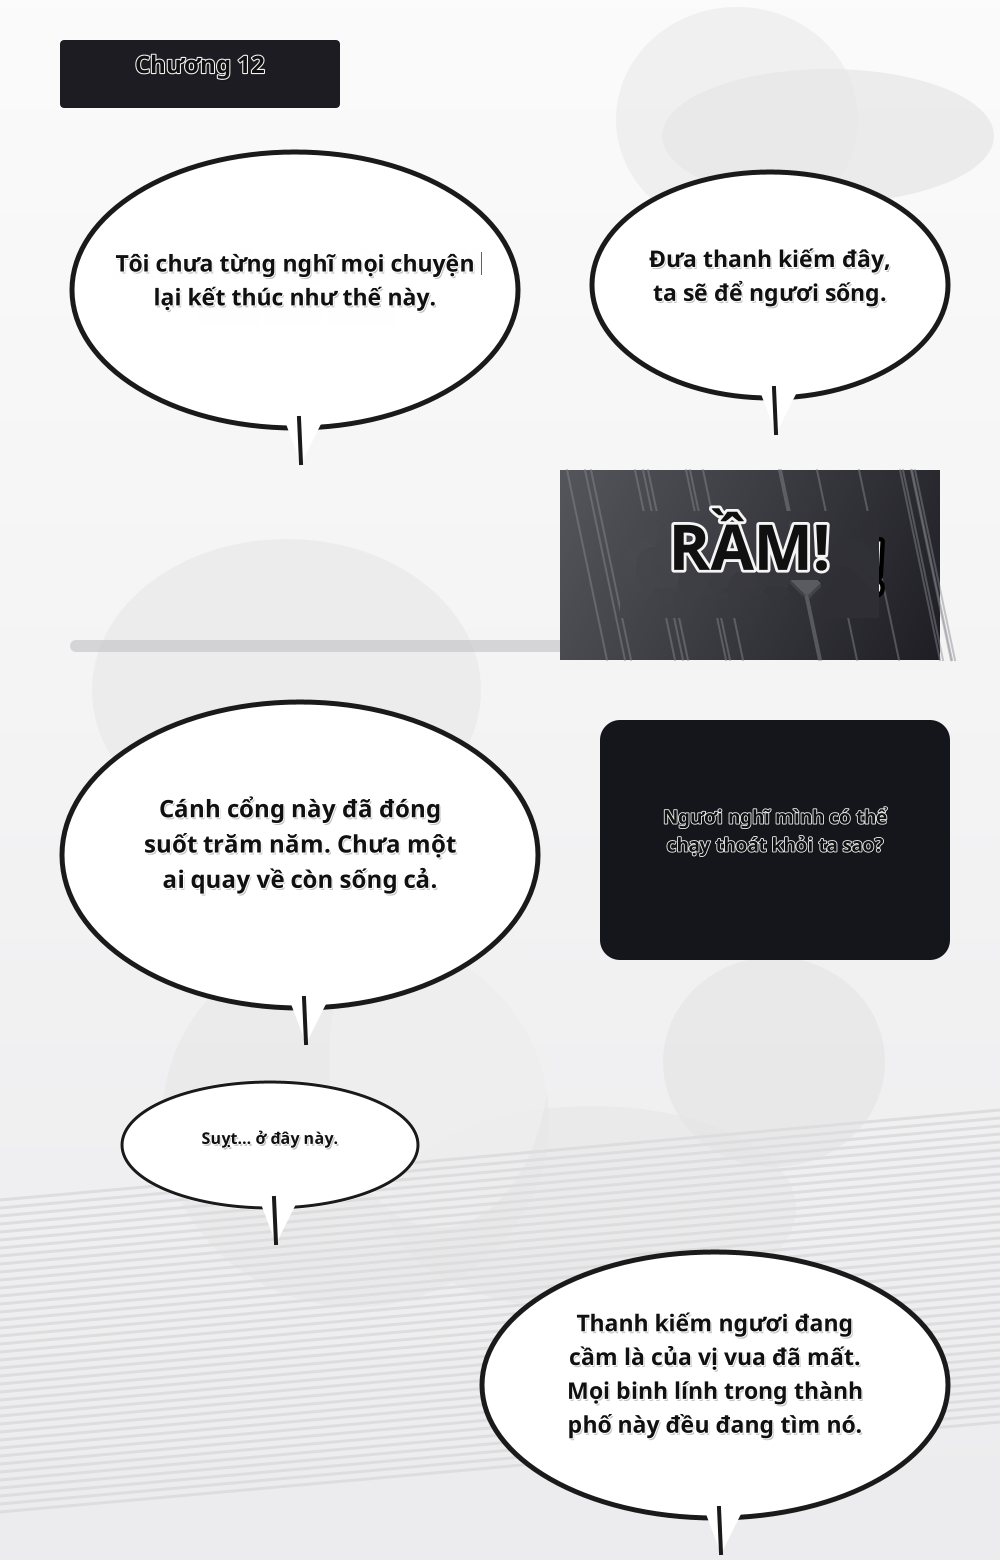 Chương 12
Tôi chưa từng nghĩ mọi chuyện
lại kết thúc như thế này.
Đưa thanh kiếm đây,
ta sẽ để ngươi sống.
RẦM!
Cánh cổng này đã đóng
suốt trăm năm. Chưa một
ai quay về còn sống cả.
Ngươi nghĩ mình có thể
chạy thoát khỏi ta sao?
Suỵt... ở đây này.
Thanh kiếm ngươi đang
cầm là của vị vua đã mất.
Mọi binh lính trong thành
phố này đều đang tìm nó.